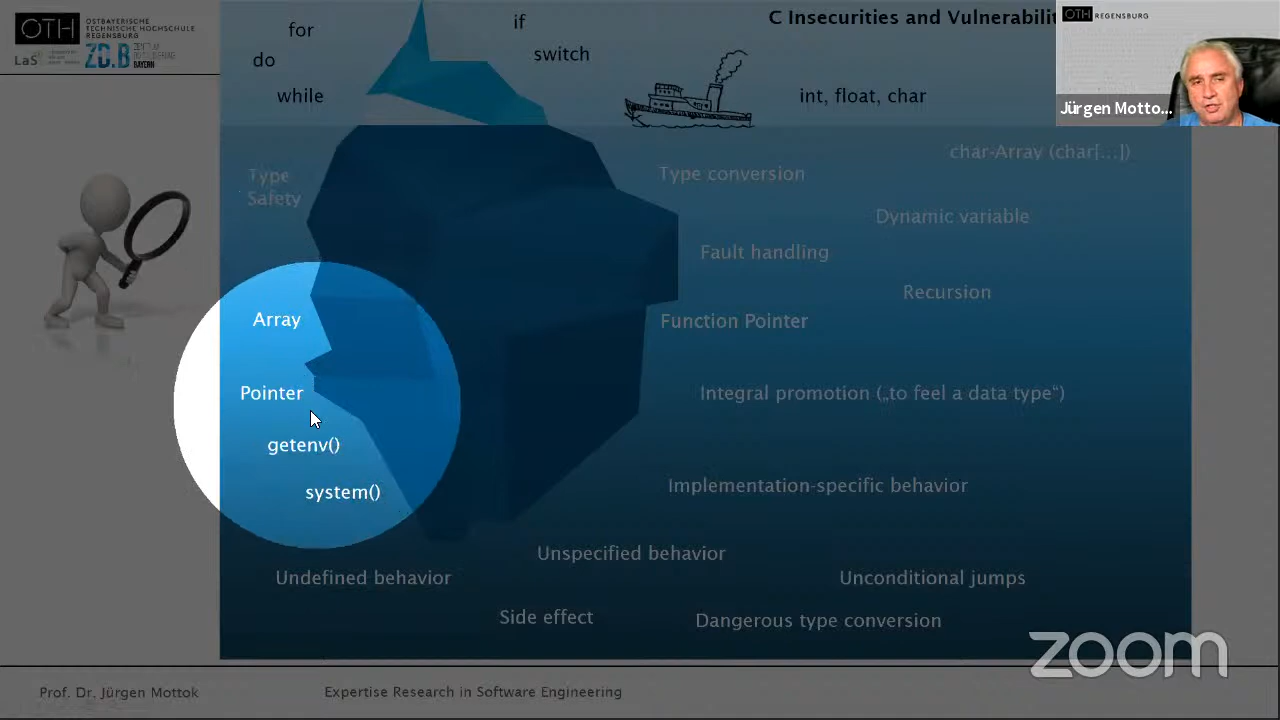 OTH
OSTBAYERISCHE
TECHNISCHE HOCHSCHULE
REGENSBURG
LaS³
ZD.B
BAYERN
for
if
C Insecurities and Vulnerabilit
do
switch
while
int, float, char
OTH REGENSBURG
Jürgen Motto...
Type
Safety
Type conversion
char-Array (char[...])
Dynamic variable
Fault handling
Recursion
Array
Function Pointer
Pointer
Integral promotion („to feel a data type“)
getenv()
system()
Implementation-specific behavior
Unspecified behavior
Undefined behavior
Unconditional jumps
Side effect
Dangerous type conversion
zoom
Prof. Dr. Jürgen Mottok
Expertise Research in Software Engineering